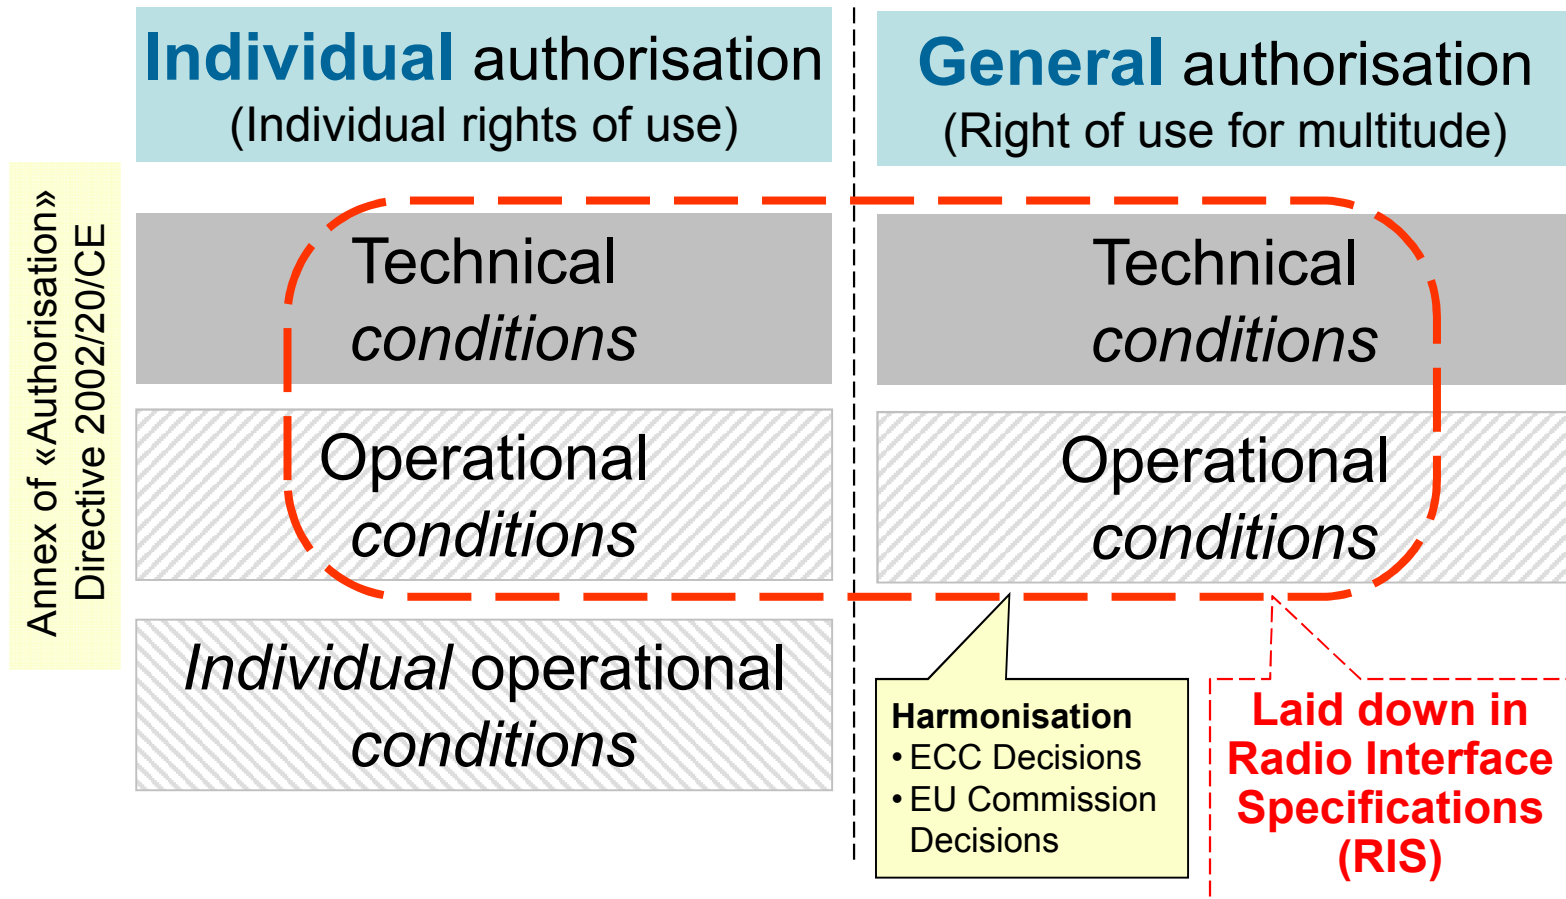 Individual authorisation
(Individual rights of use)
General authorisation
(Right of use for multitude)
Annex of «Authorisation»
Directive 2002/20/CE
Technical
conditions
Technical
conditions
Operational
conditions
Operational
conditions
Individual operational
conditions
Harmonisation
• ECC Decisions
• EU Commission
Decisions
Laid down in
Radio Interface
Specifications
(RIS)